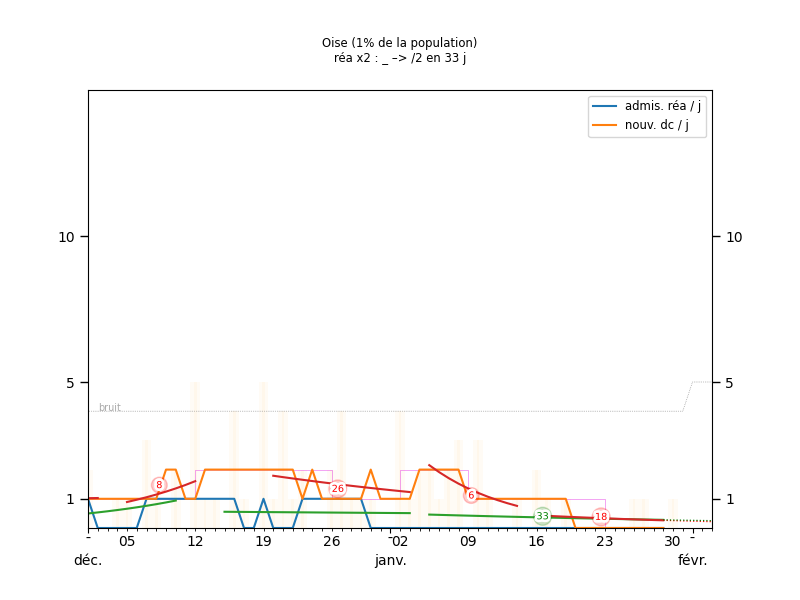 Oise (1% de la population)
réa x2 : _ –> /2 en 33 j
admis. réa / j
nouv. dc / j
10 10
5 5
bruit
8 26 6 33 18
1 1
- 05 12 19 26 -02 09 16 23 30 -
déc. janv. févr.